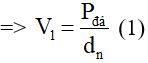 => V₁ = P_đá / d_n (1)